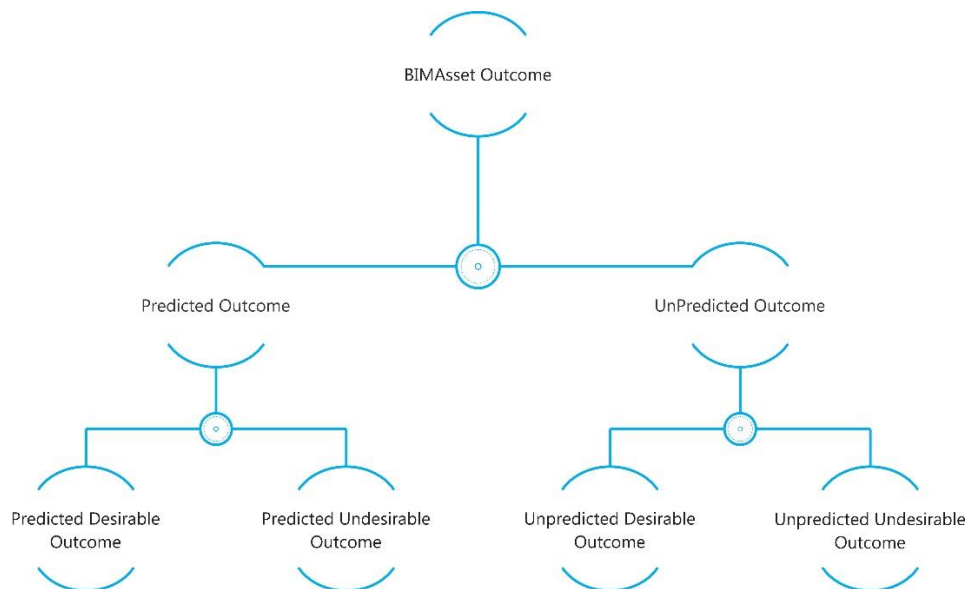 BIMAsset Outcome
Predicted Outcome
UnPredicted Outcome
Predicted Desirable
Outcome
Predicted Undesirable
Outcome
Unpredicted Desirable
Outcome
Unpredicted Undesirable
Outcome